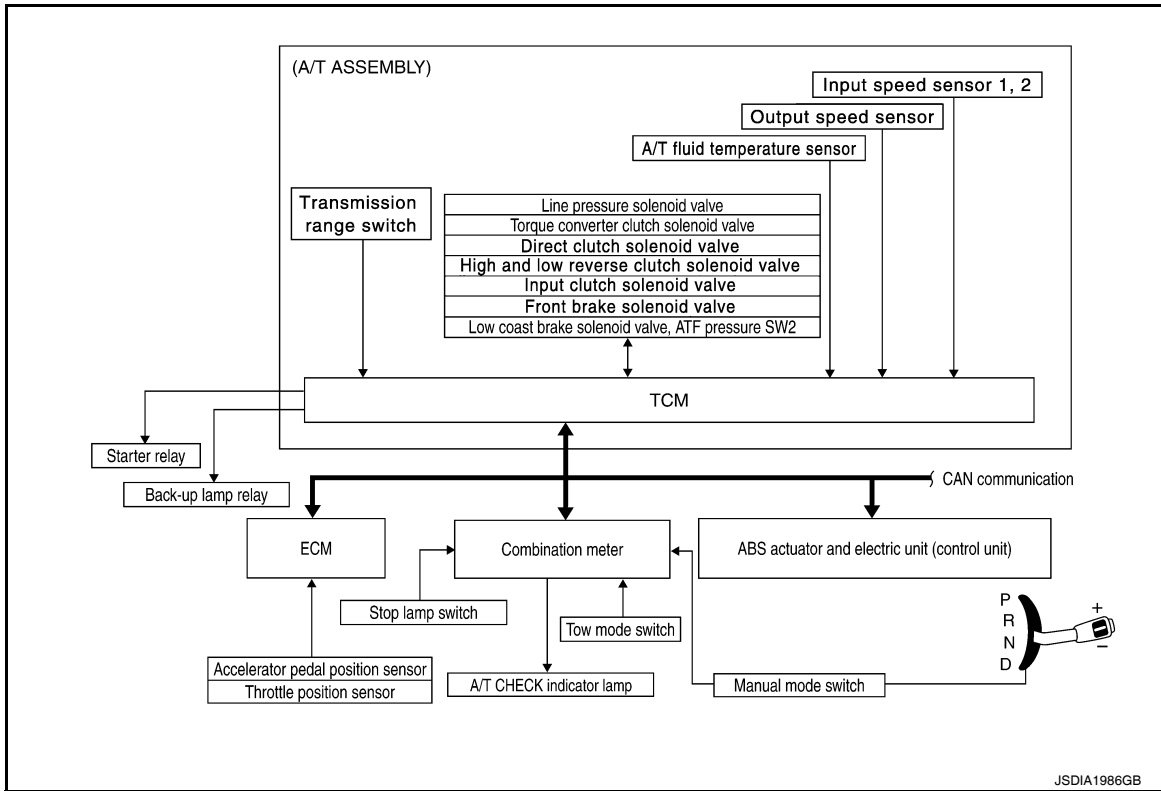 (A/T ASSEMBLY)
Input speed sensor 1, 2
Output speed sensor
A/T fluid temperature sensor
Transmission
range switch
Line pressure solenoid valve
Torque converter clutch solenoid valve
Direct clutch solenoid valve
High and low reverse clutch solenoid valve
Input clutch solenoid valve
Front brake solenoid valve
Low coast brake solenoid valve, ATF pressure SW2
TCM
Starter relay
Back-up lamp relay
CAN communication
ECM
Combination meter
ABS actuator and electric unit (control unit)
Stop lamp switch
Tow mode switch
P
R
N
D
+
−
Accelerator pedal position sensor
Throttle position sensor
A/T CHECK indicator lamp
Manual mode switch
JSDIA1986GB